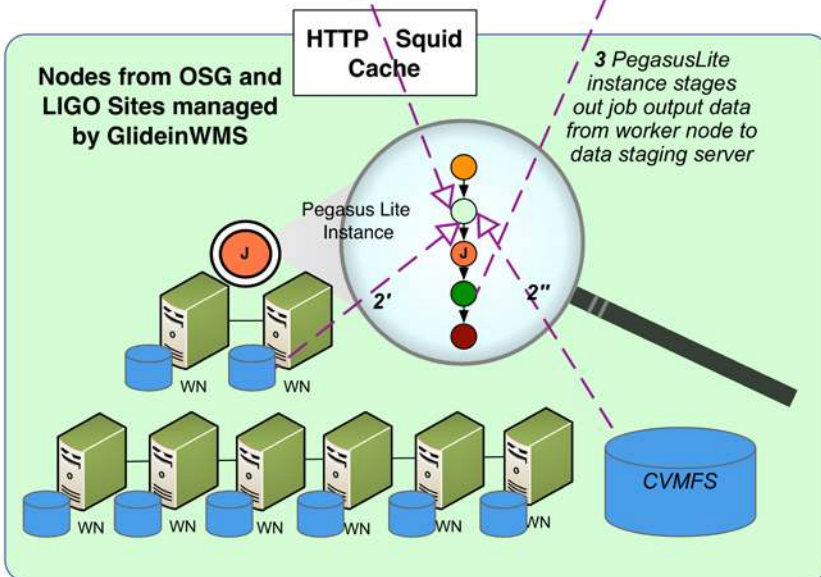 HTTP Squid
Cache
Nodes from OSG and
LIGO Sites managed
by GlideinWMS
3 PegasusLite
instance stages
out job output data
from worker node to
data staging server
Pegasus Lite
Instance
J
J
2'
2"
WN
WN
WN
WN
WN
WN
WN
WN
CVMFS